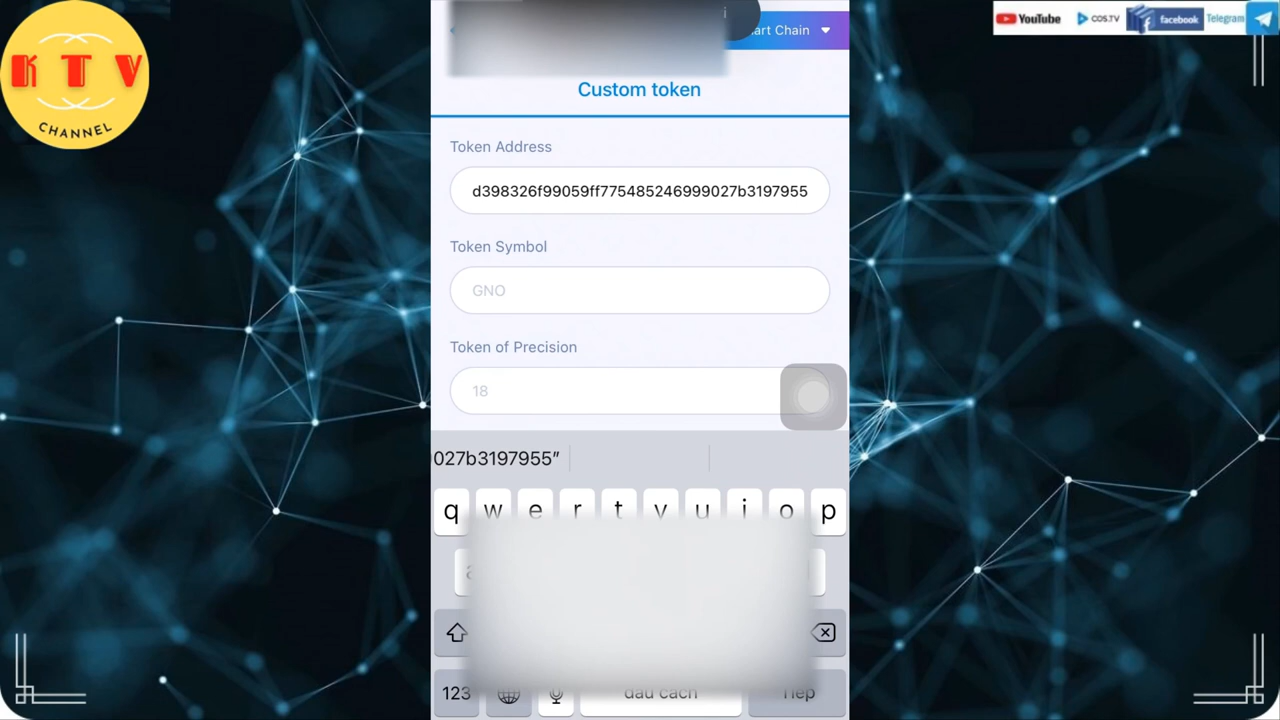 K T V
CHANNEL
YouTube
COS.TV
facebook
Telegram
art Chain
Custom token
Token Address
d398326f99059ff775485246999027b3197955
Token Symbol
GNO
Token of Precision
18
027b3197955”
q w e r t y u i o p
123
dấu cách